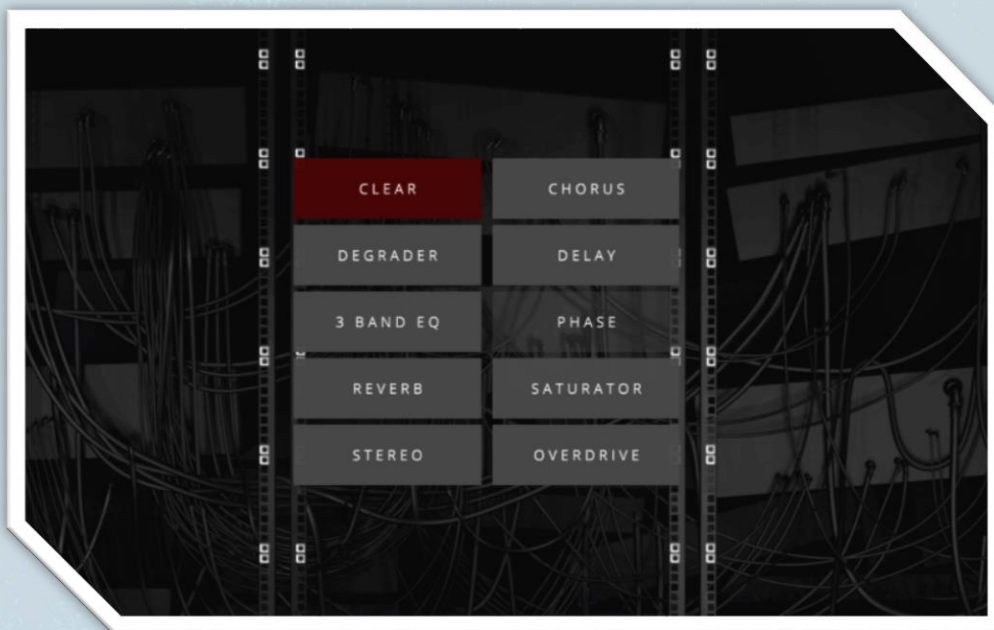 CLEAR CHORUS
DEGRADER DELAY
3 BAND EQ PHASE
REVERB SATURATOR
STEREO OVERDRIVE